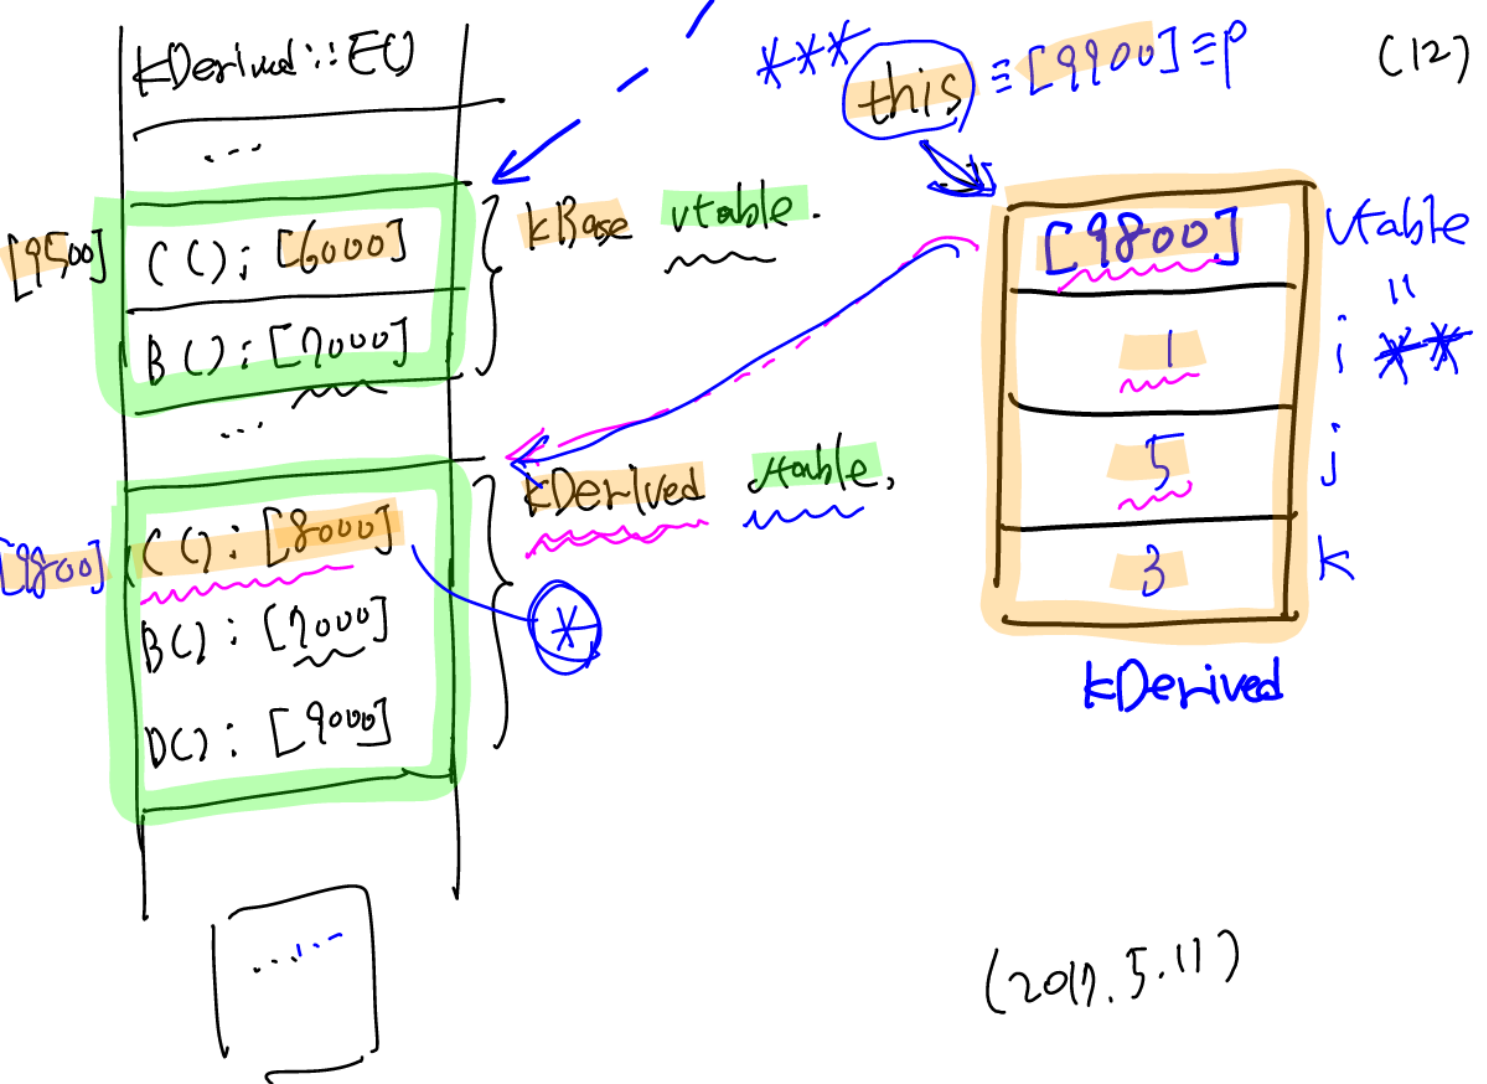 KDerived::E()
...
[9500] C(): [6000]
B(): [7000]
KBase vtable.
...
KDerived vtable.
[9800] C(): [8000]
*
B(): [7000]
D(): [9000]
......
*** this ≡ [9900] ≡ p
(12)
[9800] vtable
=
1 i **
5 j
3 k
KDerived
(2017.5.11)